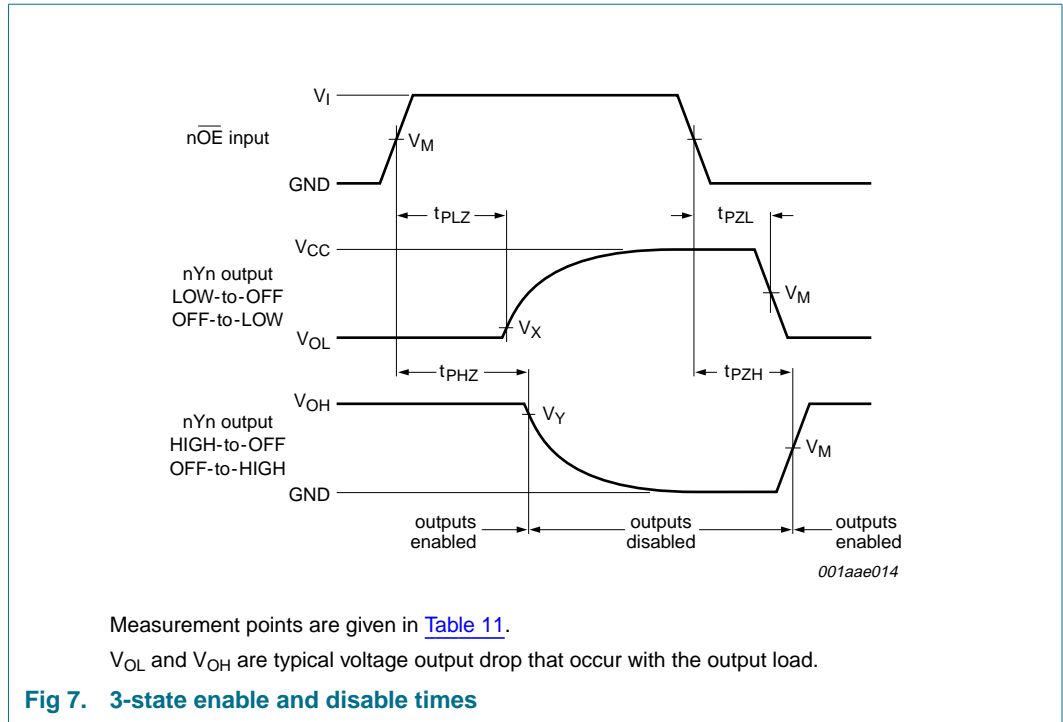 V_I
nOE input
V_M
GND
t_PLZ
t_PZL
V_CC
nYn output
LOW-to-OFF
OFF-to-LOW
V_M
V_X
V_OL
t_PHZ
t_PZH
V_OH
nYn output
HIGH-to-OFF
OFF-to-HIGH
V_Y
V_M
GND
outputs
enabled
outputs
disabled
outputs
enabled
001aae014
Measurement points are given in Table 11.
V_OL and V_OH are typical voltage output drop that occur with the output load.
Fig 7. 3-state enable and disable times